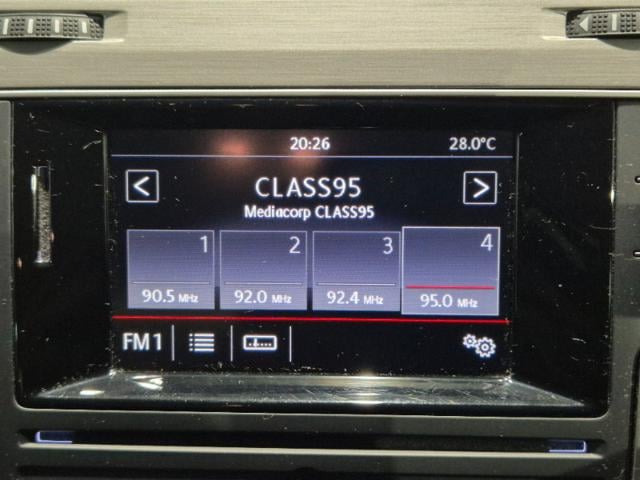 20:26 28.0°C
< CLASS95 >
Mediacorp CLASS95
1 2 3 4
90.5 MHz 92.0 MHz 92.4 MHz 95.0 MHz
FM1